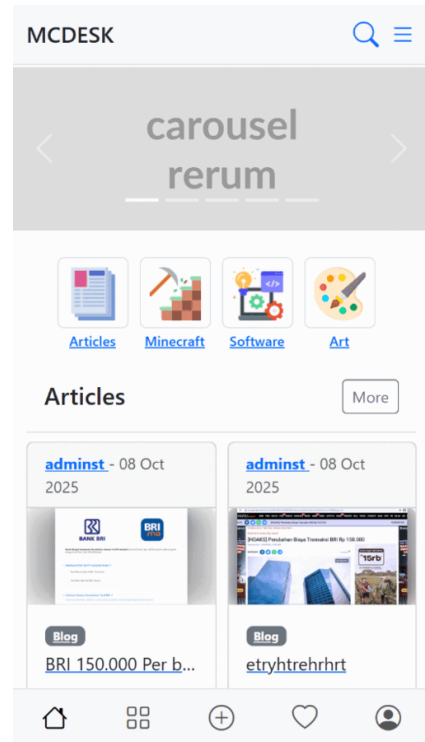 MCDESK
carousel
rerum
Articles
Minecraft
Software
Art
Articles
More
adminst - 08 Oct
2025
BANK BRI
BRI
mo
Blog
BRI 150.000 Per b...
adminst - 08 Oct
2025
[HOAKS] Perubahan Biaya Transaksi BRI Rp 150.000
15rb
Blog
etryhtrehrhrt